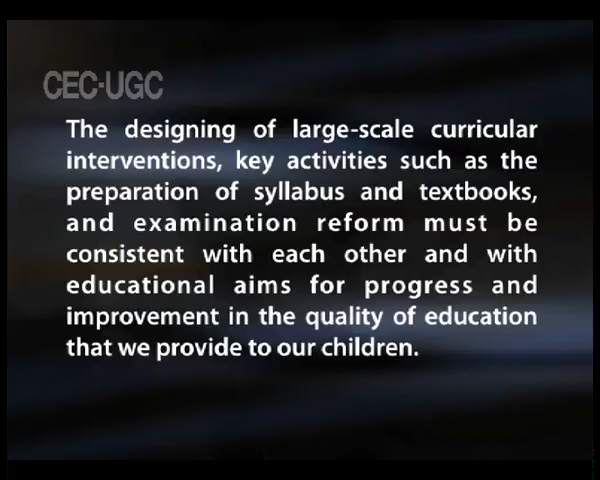 CEC-UGC
The designing of large-scale curricular
interventions, key activities such as the
preparation of syllabus and textbooks,
and examination reform must be
consistent with each other and with
educational aims for progress and
improvement in the quality of education
that we provide to our children.